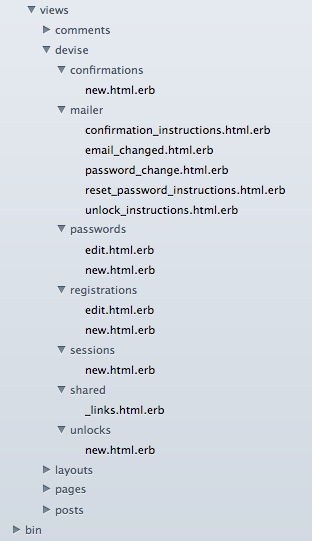 views
comments
devise
confirmations
new.html.erb
mailer
confirmation_instructions.html.erb
email_changed.html.erb
password_change.html.erb
reset_password_instructions.html.erb
unlock_instructions.html.erb
passwords
edit.html.erb
new.html.erb
registrations
edit.html.erb
new.html.erb
sessions
new.html.erb
shared
_links.html.erb
unlocks
new.html.erb
layouts
pages
posts
bin